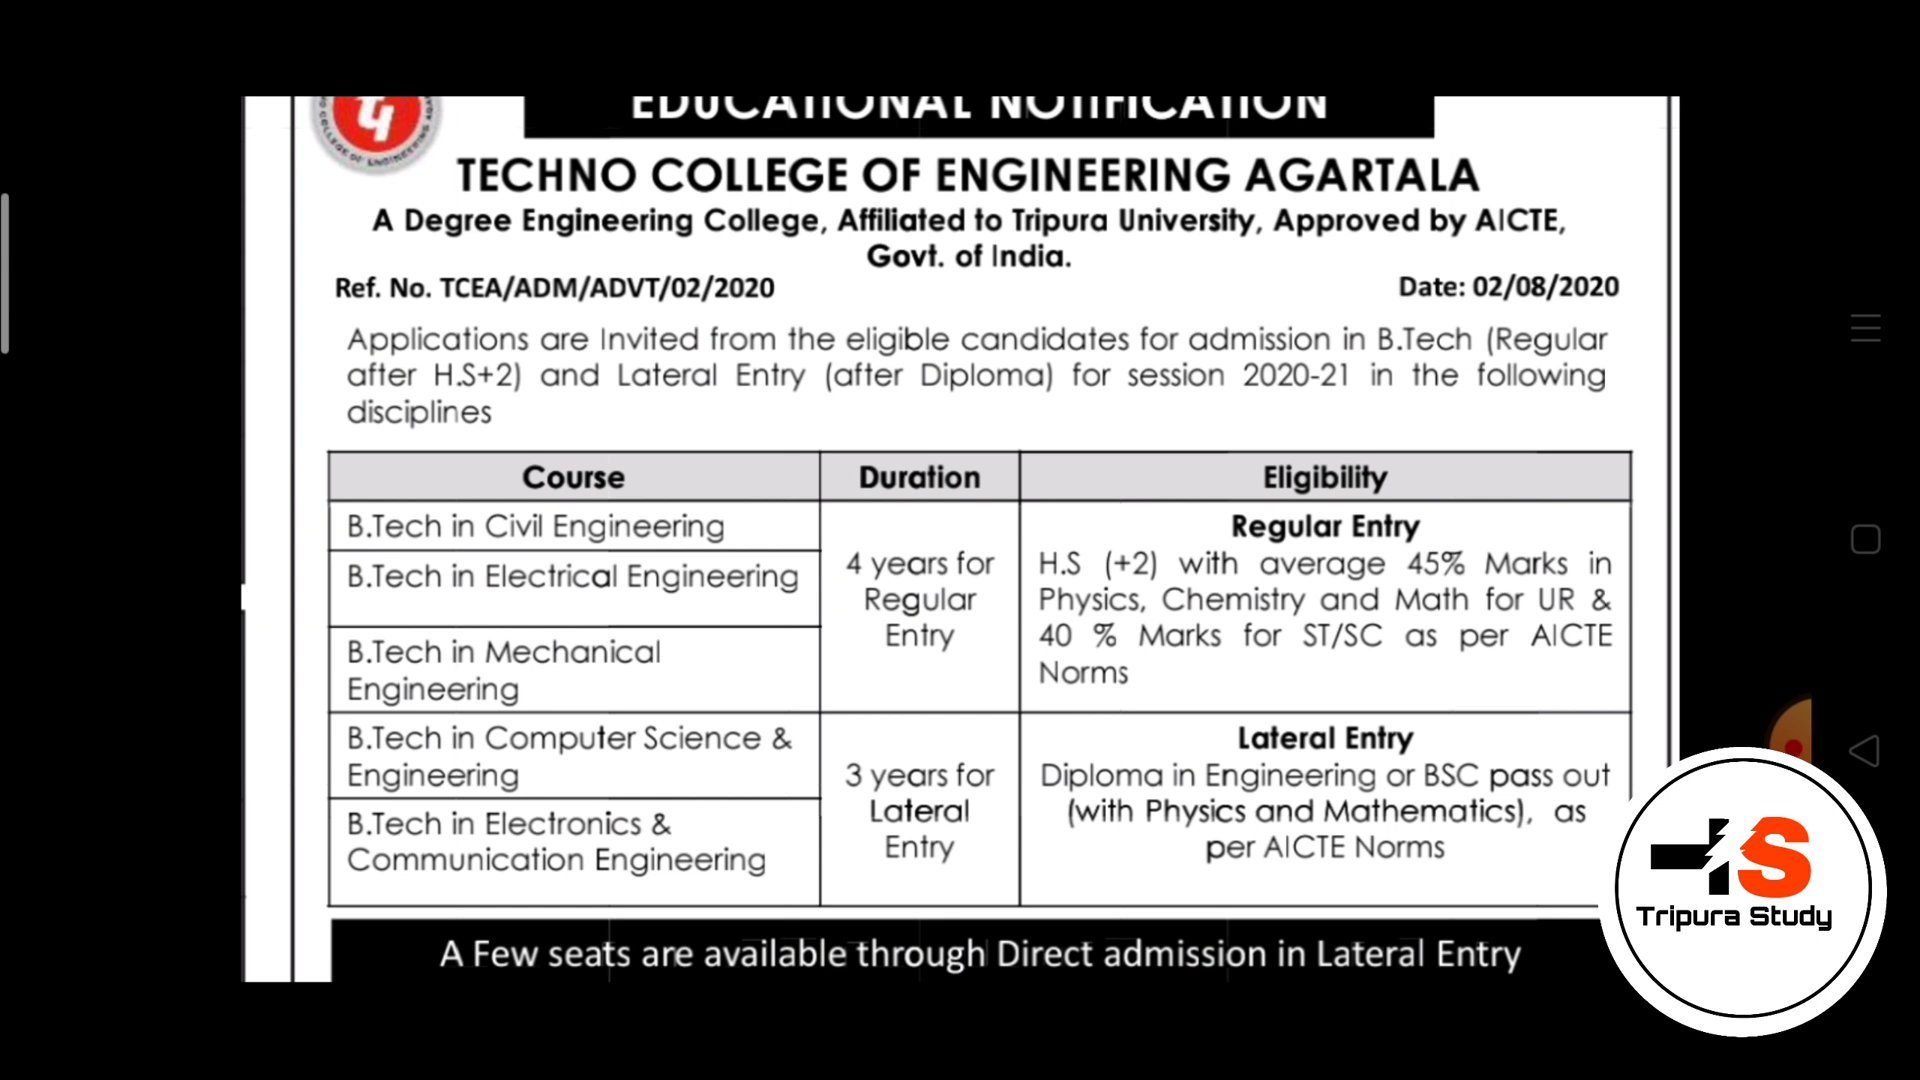 EDUCATIONAL NOTIFICATION
TECHNO COLLEGE OF ENGINEERING AGARTALA
A Degree Engineering College, Affiliated to Tripura University, Approved by AICTE,
Govt. of India.
Ref. No. TCEA/ADM/ADVT/02/2020
Date: 02/08/2020
Applications are Invited from the eligible candidates for admission in B.Tech (Regular
after H.S+2) and Lateral Entry (after Diploma) for session 2020-21 in the following
disciplines
Course
Duration
Eligibility
B.Tech in Civil Engineering
B.Tech in Electrical Engineering
B.Tech in Mechanical
Engineering
4 years for
Regular
Entry
Regular Entry
H.S (+2) with average 45% Marks in
Physics, Chemistry and Math for UR &
40 % Marks for ST/SC as per AICTE
Norms
B.Tech in Computer Science &
Engineering
B.Tech in Electronics &
Communication Engineering
3 years for
Lateral
Entry
Lateral Entry
Diploma in Engineering or BSC pass out
(with Physics and Mathematics), as
per AICTE Norms
A Few seats are available through Direct admission in Lateral Entry
TS
Tripura Study